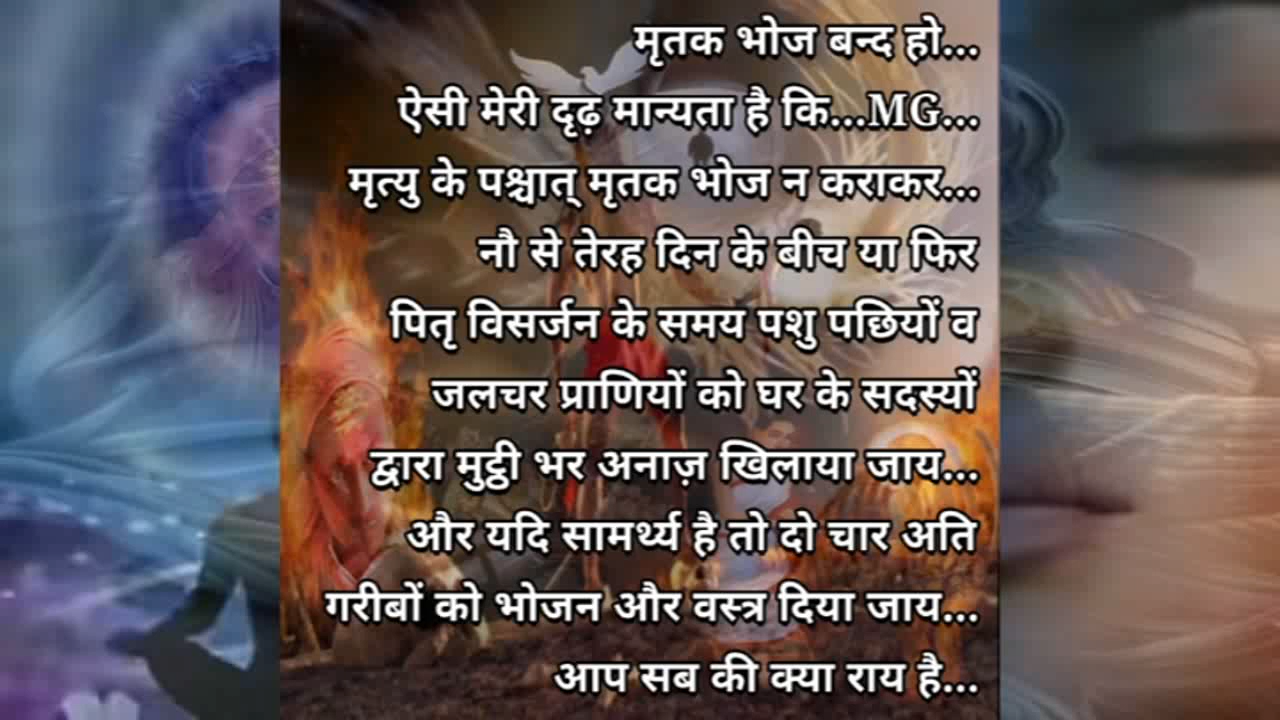 मृतक भोज बन्द हो...
ऐसी मेरी दृढ़ मान्यता है कि...MG...
मृत्यु के पश्चात् मृतक भोज न कराकर...
नौ से तेरह दिन के बीच या फिर
पितृ विसर्जन के समय पशु पछियों व
जलचर प्राणियों को घर के सदस्यों
द्वारा मुट्ठी भर अनाज़ खिलाया जाय...
और यदि सामर्थ्य है तो दो चार अति
गरीबों को भोजन और वस्त्र दिया जाय...
आप सब की क्या राय है...